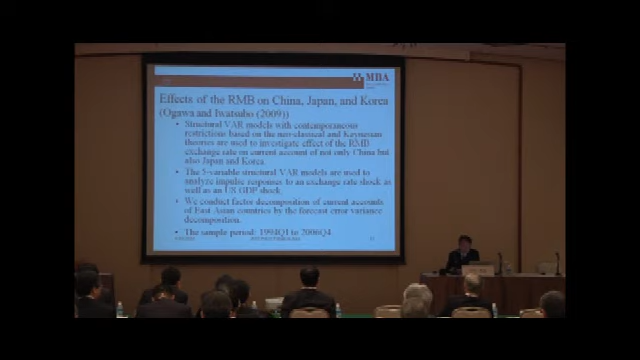 MBA
Effects of the RMB on China, Japan, and Korea
(Ogawa and Iwatsubo (2009))
• Structural VAR models with contemporaneous
restrictions based on the neo-classical and Keynesian
theories are used to investigate effect of the RMB
exchange rate on current account of not only China but
also Japan and Korea.
• The 5-variable structural VAR models are used to
analyze impulse responses to an exchange rate shock as
well as an US GDP shock.
• We conduct factor decomposition of current accounts
of East Asian countries by the forecast error variance
decomposition.
• The sample period: 1994Q1 to 2006Q4